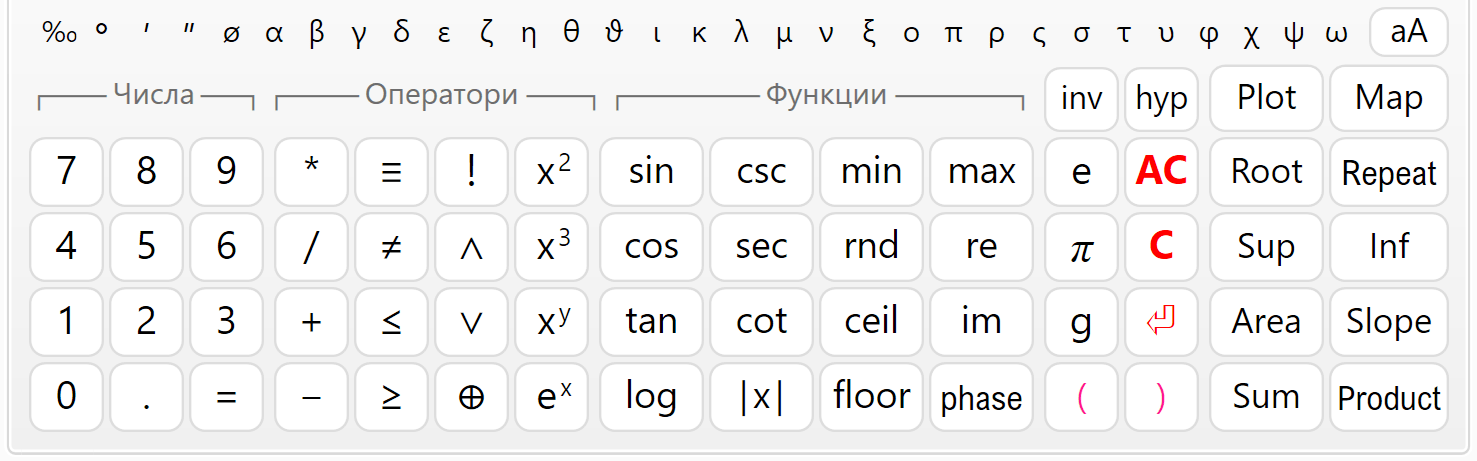 ‰ ° ′ ″ ø α β γ δ ε ζ η θ ϑ ι κ λ μ ν ξ ο π ρ ς σ τ υ φ χ ψ ω aA
Числа Оператори Функции inv hyp Plot Map
7 8 9 * ≡ ! x² sin csc min max e AC Root Repeat
4 5 6 / ≠ ∧ x³ cos sec rnd re π C Sup Inf
1 2 3 + ≤ ∨ xʸ tan cot ceil im g ⏎ Area Slope
0 . = − ≥ ⊕ eˣ log |x| floor phase ( ) Sum Product